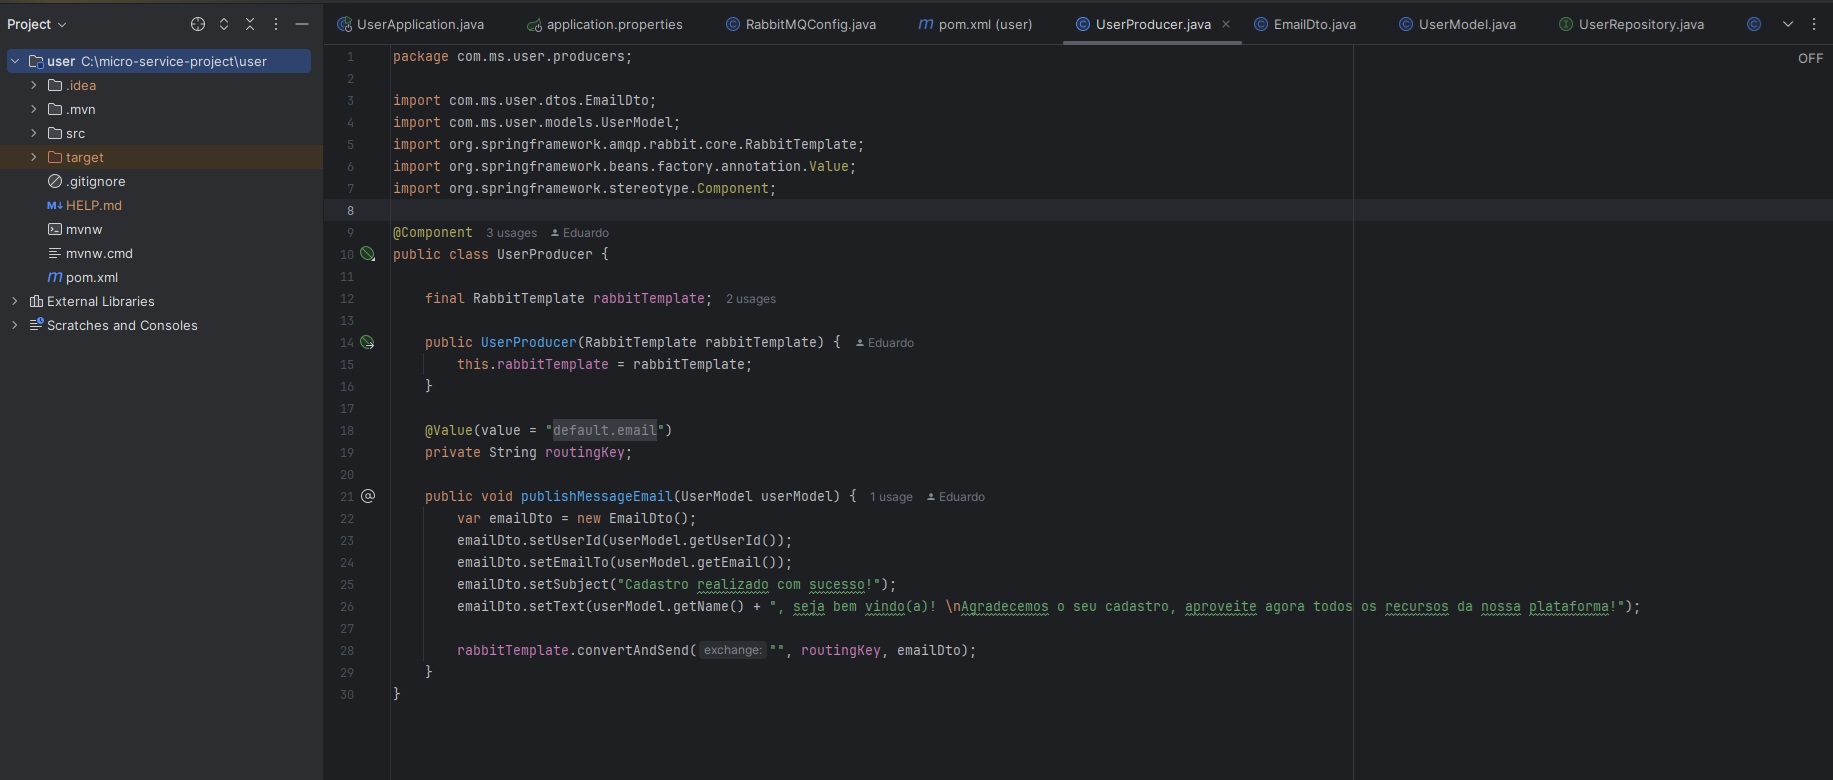 Project
UserApplication.java
application.properties
RabbitMQConfig.java
pom.xml (user)
UserProducer.java
EmailDto.java
UserModel.java
UserRepository.java
user C:\micro-service-project\user
.idea
.mvn
src
target
.gitignore
HELP.md
mvnw
mvnw.cmd
pom.xml
External Libraries
Scratches and Consoles
OFF
1 package com.ms.user.producers;
2
3 import com.ms.user.dtos.EmailDto;
4 import com.ms.user.models.UserModel;
5 import org.springframework.amqp.rabbit.core.RabbitTemplate;
6 import org.springframework.beans.factory.annotation.Value;
7 import org.springframework.stereotype.Component;
8
9 @Component 3 usages Eduardo
10 public class UserProducer {
11
12 final RabbitTemplate rabbitTemplate; 2 usages
13
14 public UserProducer(RabbitTemplate rabbitTemplate) { Eduardo
15 this.rabbitTemplate = rabbitTemplate;
16 }
17
18 @Value(value = "default.email")
19 private String routingKey;
20
21 public void publishMessageEmail(UserModel userModel) { 1 usage Eduardo
22 var emailDto = new EmailDto();
23 emailDto.setUserId(userModel.getUserId());
24 emailDto.setEmailTo(userModel.getEmail());
25 emailDto.setSubject("Cadastro realizado com sucesso!");
26 emailDto.setText(userModel.getName() + ", seja bem vindo(a)! \nAgradecemos o seu cadastro, aproveite agora todos os recursos da nossa plataforma!");
27
28 rabbitTemplate.convertAndSend( exchange: "", routingKey, emailDto);
29 }
30 }